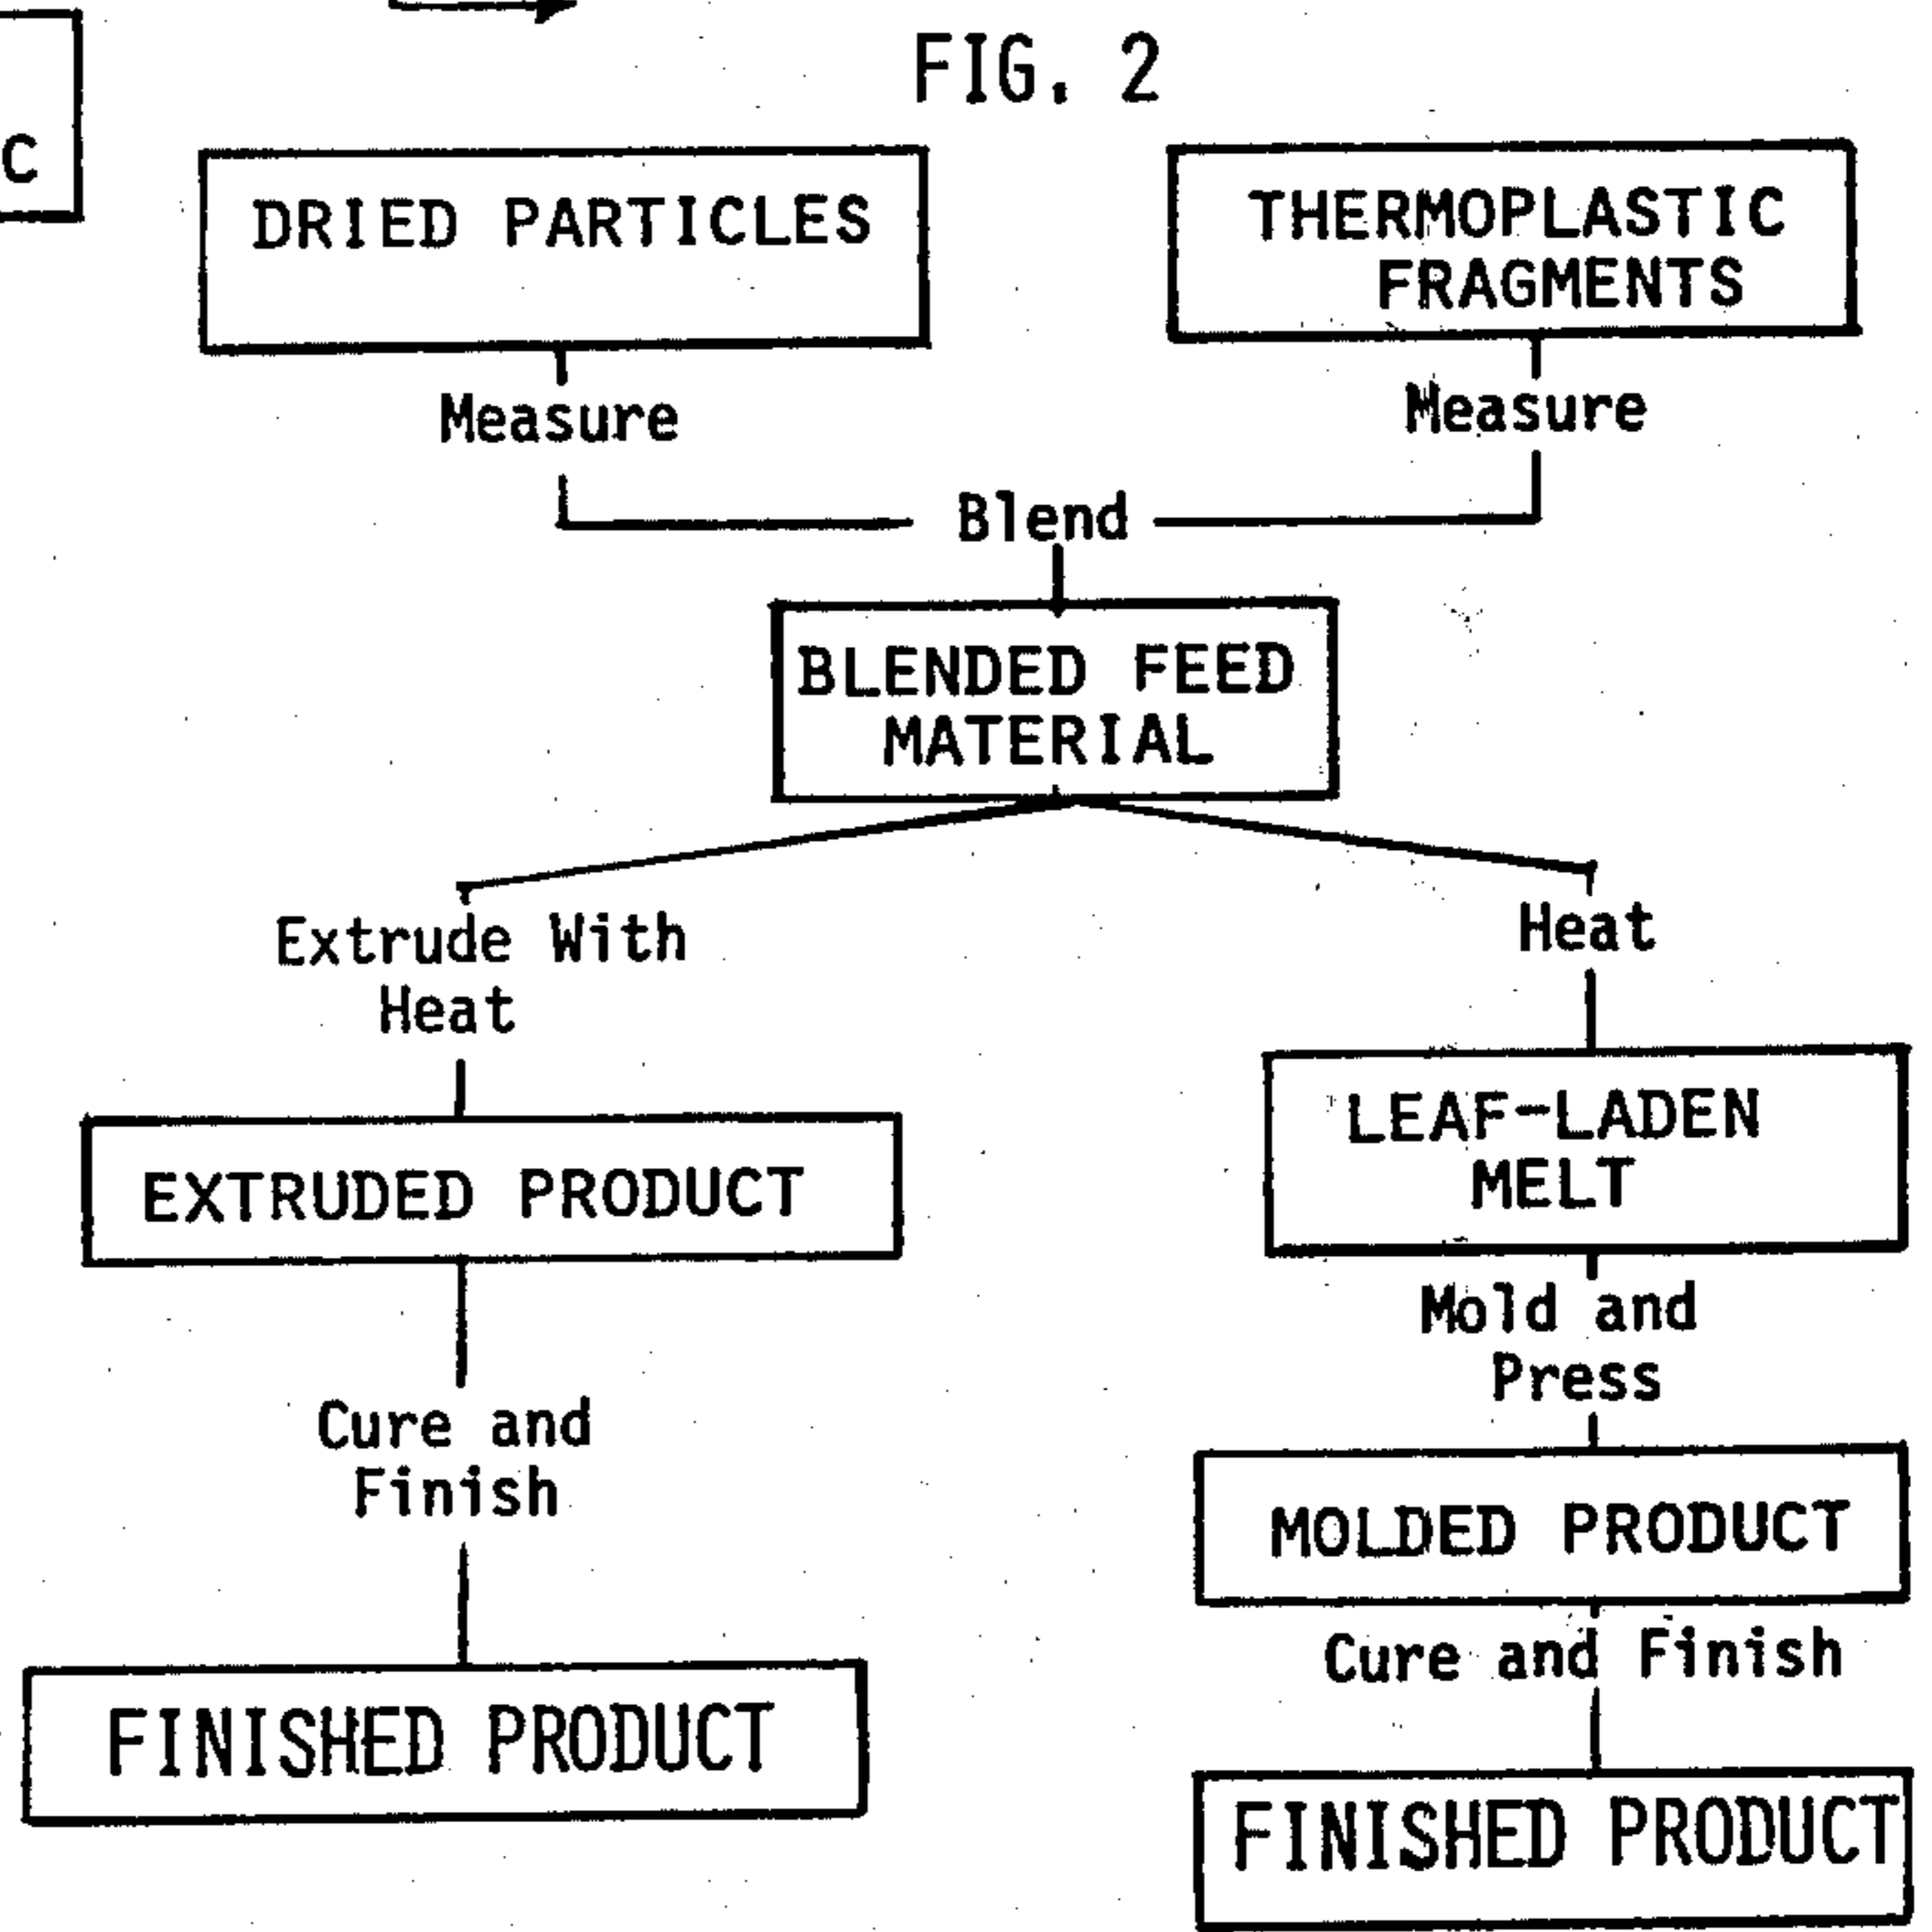 FIG. 2
C
DRIED PARTICLES
THERMOPLASTIC
FRAGMENTS
Measure
Measure
Blend
BLENDED FEED
MATERIAL
Extrude With
Heat
Heat
EXTRUDED PRODUCT
LEAF-LADEN
MELT
Mold and
Press
Cure and
Finish
MOLDED PRODUCT
Cure and Finish
FINISHED PRODUCT
FINISHED PRODUCT